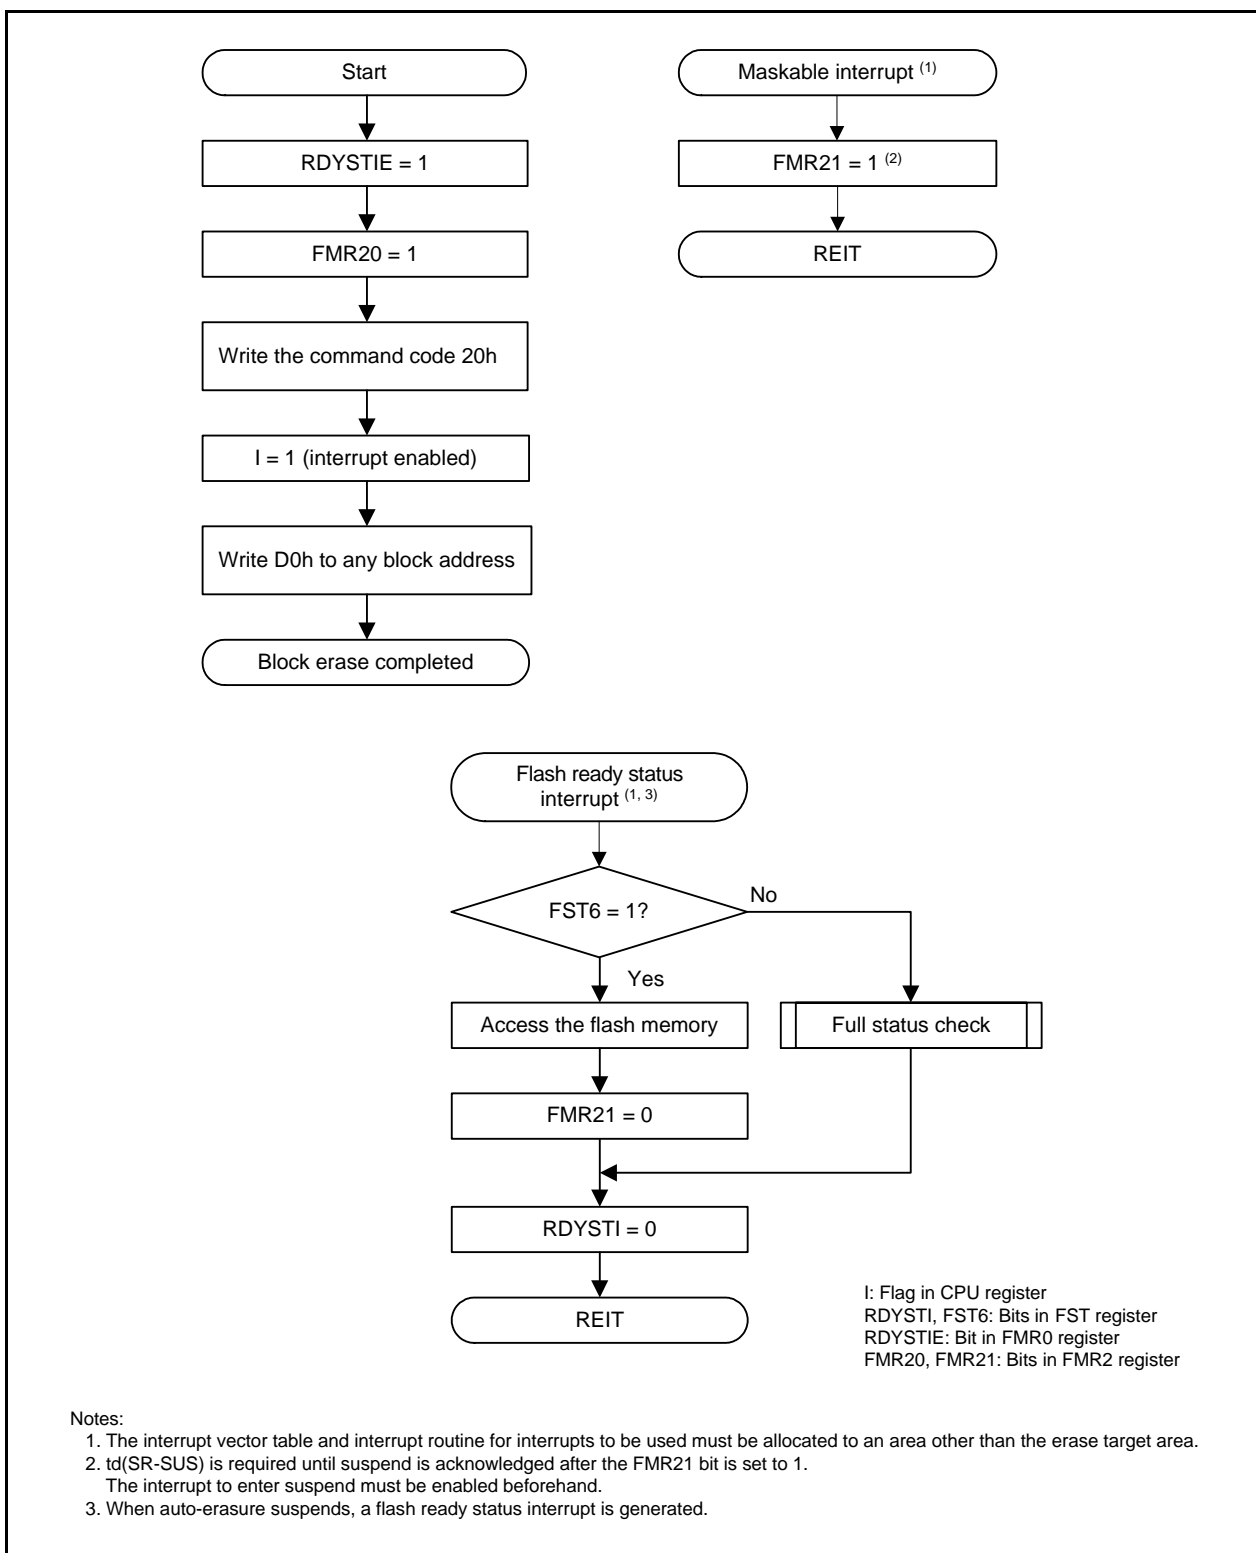 Start
RDYSTIE = 1
FMR20 = 1
Write the command code 20h
I = 1 (interrupt enabled)
Write D0h to any block address
Block erase completed
Maskable interrupt (1)
FMR21 = 1 (2)
REIT
Flash ready status
interrupt (1, 3)
FST6 = 1?
No
Yes
Access the flash memory
Full status check
FMR21 = 0
RDYSTI = 0
REIT
I: Flag in CPU register
RDYSTI, FST6: Bits in FST register
RDYSTIE: Bit in FMR0 register
FMR20, FMR21: Bits in FMR2 register
Notes:
1. The interrupt vector table and interrupt routine for interrupts to be used must be allocated to an area other than the erase target area.
2. td(SR-SUS) is required until suspend is acknowledged after the FMR21 bit is set to 1.
The interrupt to enter suspend must be enabled beforehand.
3. When auto-erasure suspends, a flash ready status interrupt is generated.